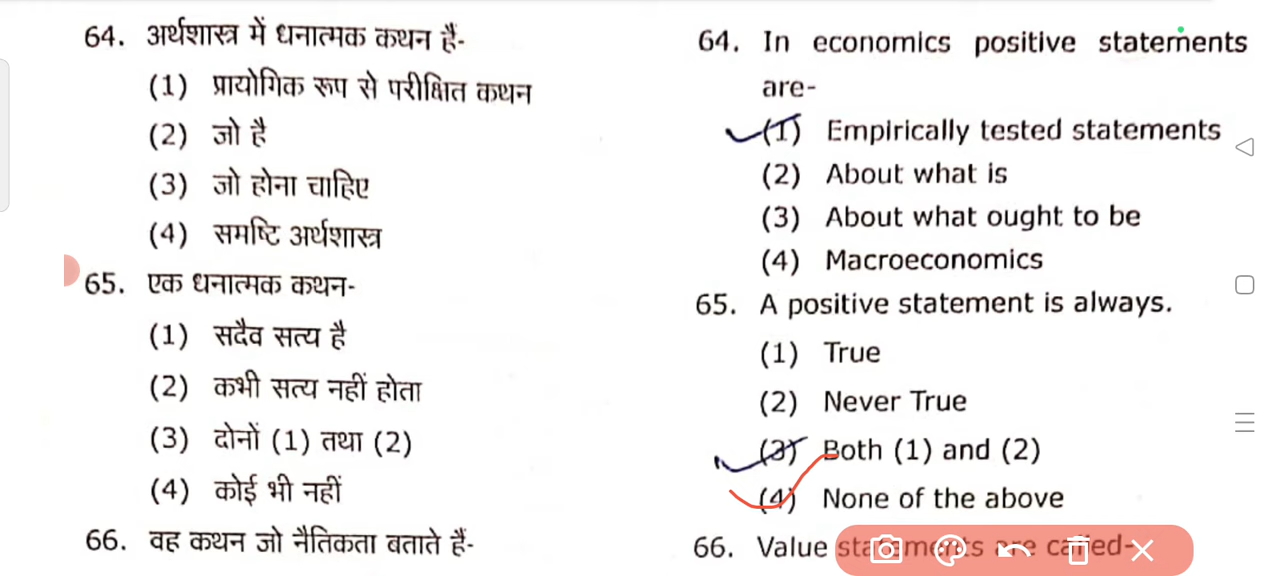 64. अर्थशास्त्र में धनात्मक कथन हैं-
(1) प्रायोगिक रूप से परीक्षित कथन
(2) जो है
(3) जो होना चाहिए
(4) समष्टि अर्थशास्त्र
65. एक धनात्मक कथन-
(1) सदैव सत्य है
(2) कभी सत्य नहीं होता
(3) दोनों (1) तथा (2)
(4) कोई भी नहीं
66. वह कथन जो नैतिकता बताते हैं-
64. In economics positive statements
are-
(1) Empirically tested statements
(2) About what is
(3) About what ought to be
(4) Macroeconomics
65. A positive statement is always.
(1) True
(2) Never True
(3) Both (1) and (2)
(4) None of the above
66. Value statements are called-